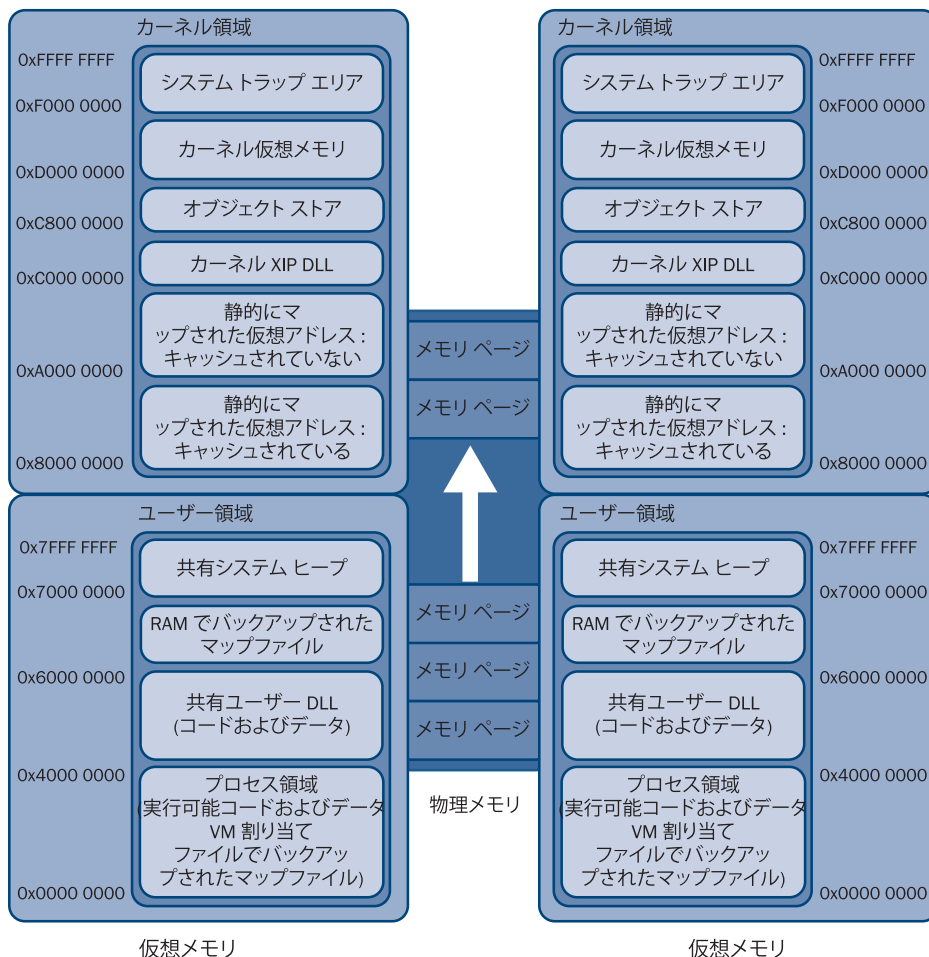 カーネル領域
0xFFFF FFFF
システム トラップ エリア
0xF000 0000
カーネル仮想メモリ
0xD000 0000
オブジェクト ストア
0xC800 0000
カーネル XIP DLL
0xC000 0000
静的にマ
ップされた仮想アドレス :
キャッシュされていない
0xA000 0000
静的にマ
ップされた仮想アドレス :
キャッシュされている
0x8000 0000
ユーザー領域
0x7FFF FFFF
共有システム ヒープ
0x7000 0000
RAM でバックアップされた
マップファイル
0x6000 0000
共有ユーザー DLL
(コードおよびデータ)
0x4000 0000
プロセス領域
(実行可能コードおよびデータ
VM 割り当て
ファイルでバックアッ
プされたマップファイル)
0x0000 0000
仮想メモリ
メモリ ページ
メモリ ページ
メモリ ページ
メモリ ページ
メモリ ページ
物理メモリ
カーネル領域
0xFFFF FFFF
システム トラップ エリア
0xF000 0000
カーネル仮想メモリ
0xD000 0000
オブジェクト ストア
0xC800 0000
カーネル XIP DLL
0xC000 0000
静的にマ
ップされた仮想アドレス :
キャッシュされていない
0xA000 0000
静的にマ
ップされた仮想アドレス :
キャッシュされている
0x8000 0000
ユーザー領域
0x7FFF FFFF
共有システム ヒープ
0x7000 0000
RAM でバックアップされた
マップファイル
0x6000 0000
共有ユーザー DLL
(コードおよびデータ)
0x4000 0000
プロセス領域
(実行可能コードおよびデータ
VM 割り当て
ファイルでバックアッ
プされたマップファイル)
0x0000 0000
仮想メモリ